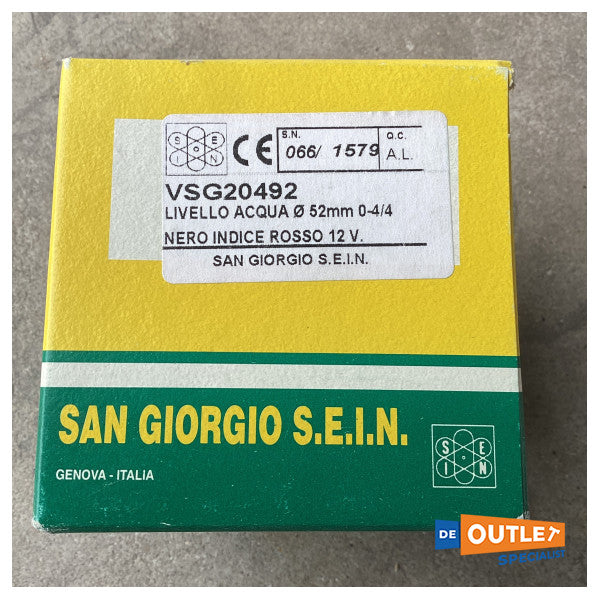 S E
I N
CE
S.N.
066/ 1579
Q.C.
A.L.
VSG20492
LIVELLO ACQUA Ø 52mm 0-4/4
NERO INDICE ROSSO 12 V.
SAN GIORGIO S.E.I.N.
SAN GIORGIO S.E.I.N.
GENOVA - ITALIA
S E
I N
DE OUTLET
SPECIALIST